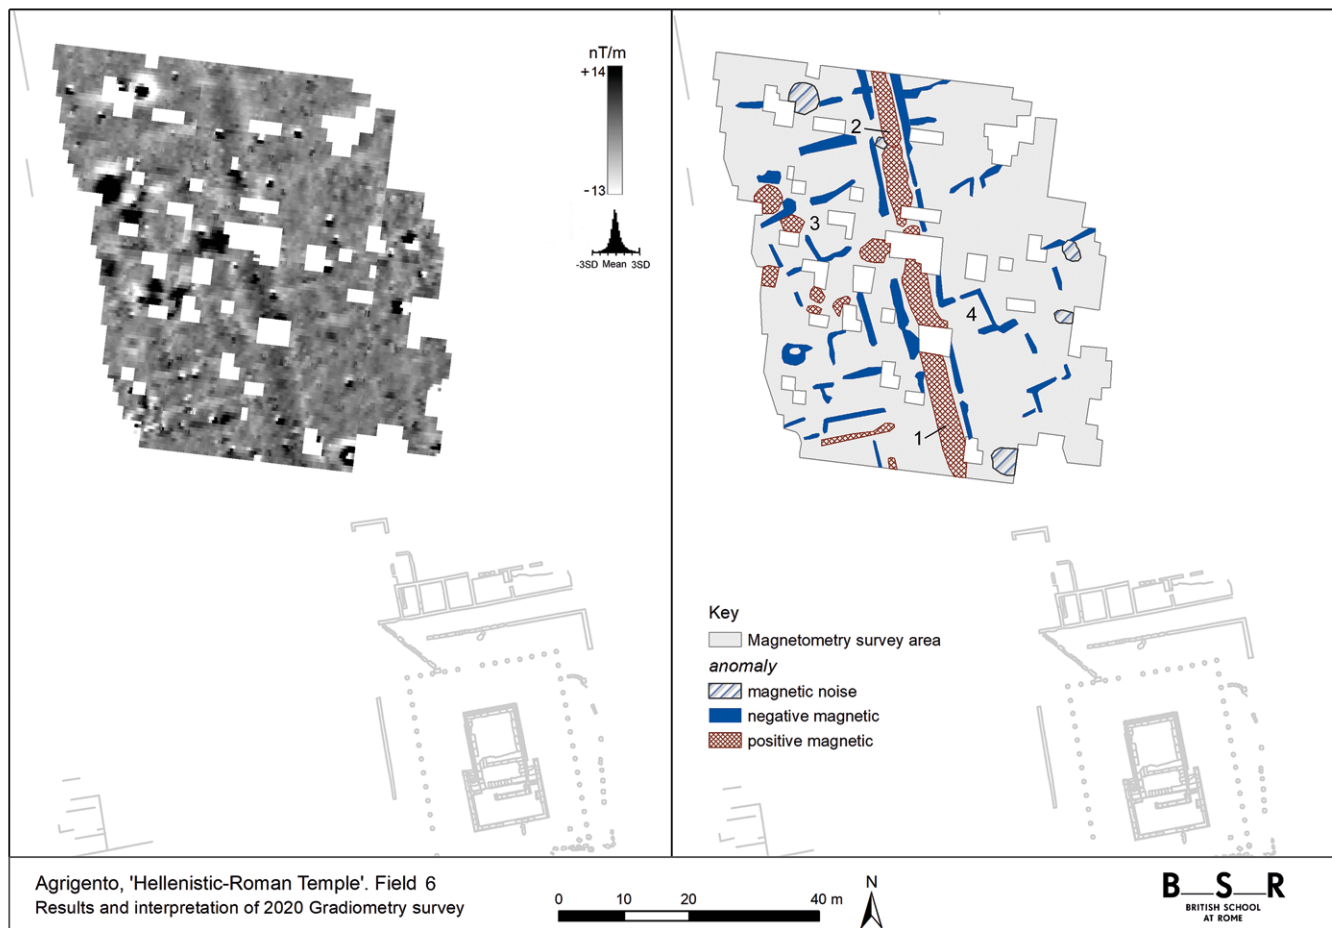 nT/m
+14
-13
-3SD Mean 3SD
2
3
4
1
Key
Magnetometry survey area
anomaly
magnetic noise
negative magnetic
positive magnetic
Agrigento, 'Hellenistic-Roman Temple'. Field 6
Results and interpretation of 2020 Gradiometry survey
0 10 20 40 m
N
B__S__R
BRITISH SCHOOL
AT ROME